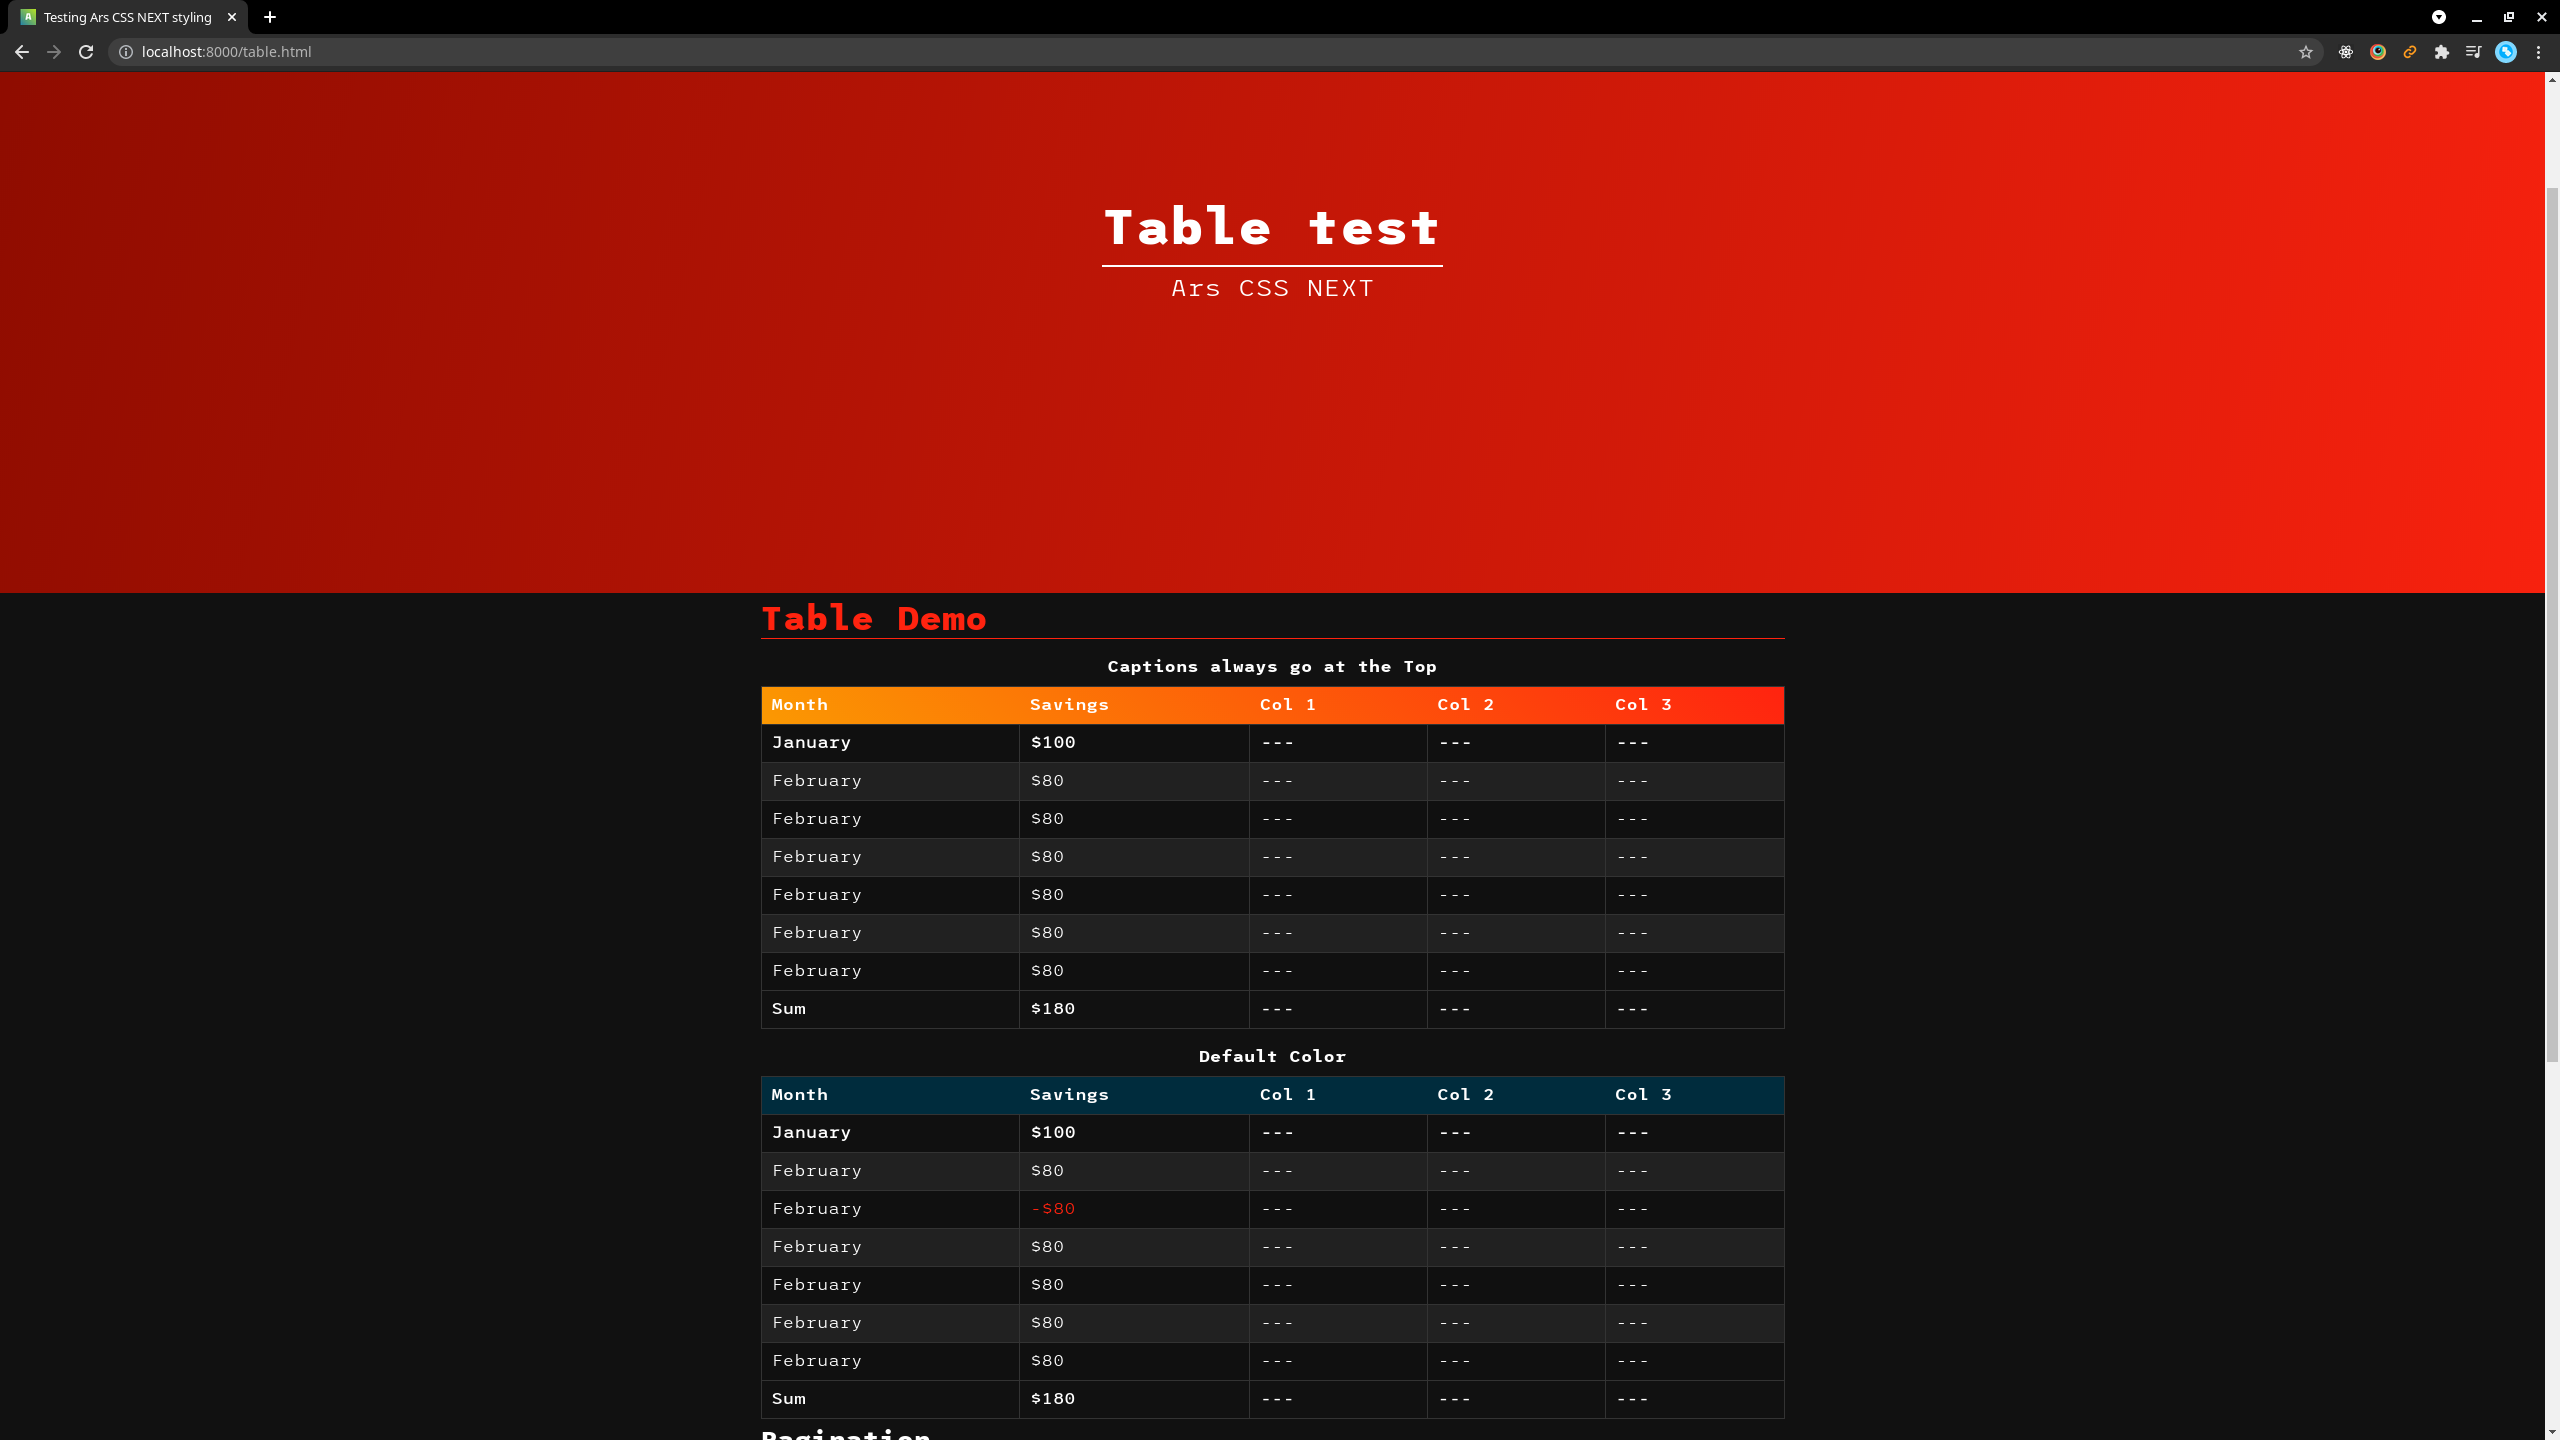 Testing Ars CSS NEXT styling
localhost:8000/table.html
Table test
Ars CSS NEXT
Table Demo
Captions always go at the Top
Month Savings Col 1 Col 2 Col 3
January $100 --- --- ---
February $80 --- --- ---
February $80 --- --- ---
February $80 --- --- ---
February $80 --- --- ---
February $80 --- --- ---
February $80 --- --- ---
Sum $180 --- --- ---
Default Color
Month Savings Col 1 Col 2 Col 3
January $100 --- --- ---
February $80 --- --- ---
February -$80 --- --- ---
February $80 --- --- ---
February $80 --- --- ---
February $80 --- --- ---
February $80 --- --- ---
Sum $180 --- --- ---
Pagination